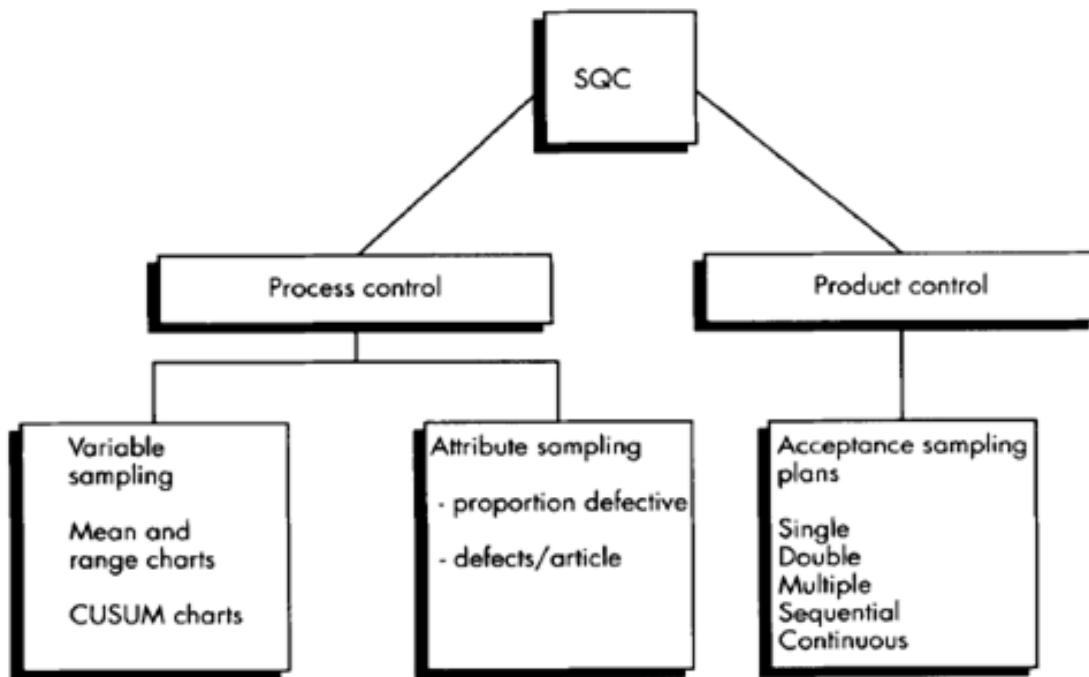 SQC
Process control
Product control
Variable
sampling
Mean and
range charts
CUSUM charts
Attribute sampling
- proportion defective
- defects/article
Acceptance sampling
plans
Single
Double
Multiple
Sequential
Continuous